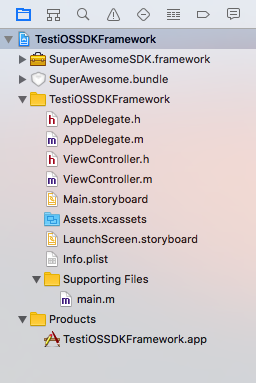 TestiOSSDKFramework
SuperAwesomeSDK.framework
SuperAwesome.bundle
TestiOSSDKFramework
h AppDelegate.h
m AppDelegate.m
h ViewController.h
m ViewController.m
Main.storyboard
Assets.xcassets
LaunchScreen.storyboard
Info.plist
Supporting Files
m main.m
Products
TestiOSSDKFramework.app